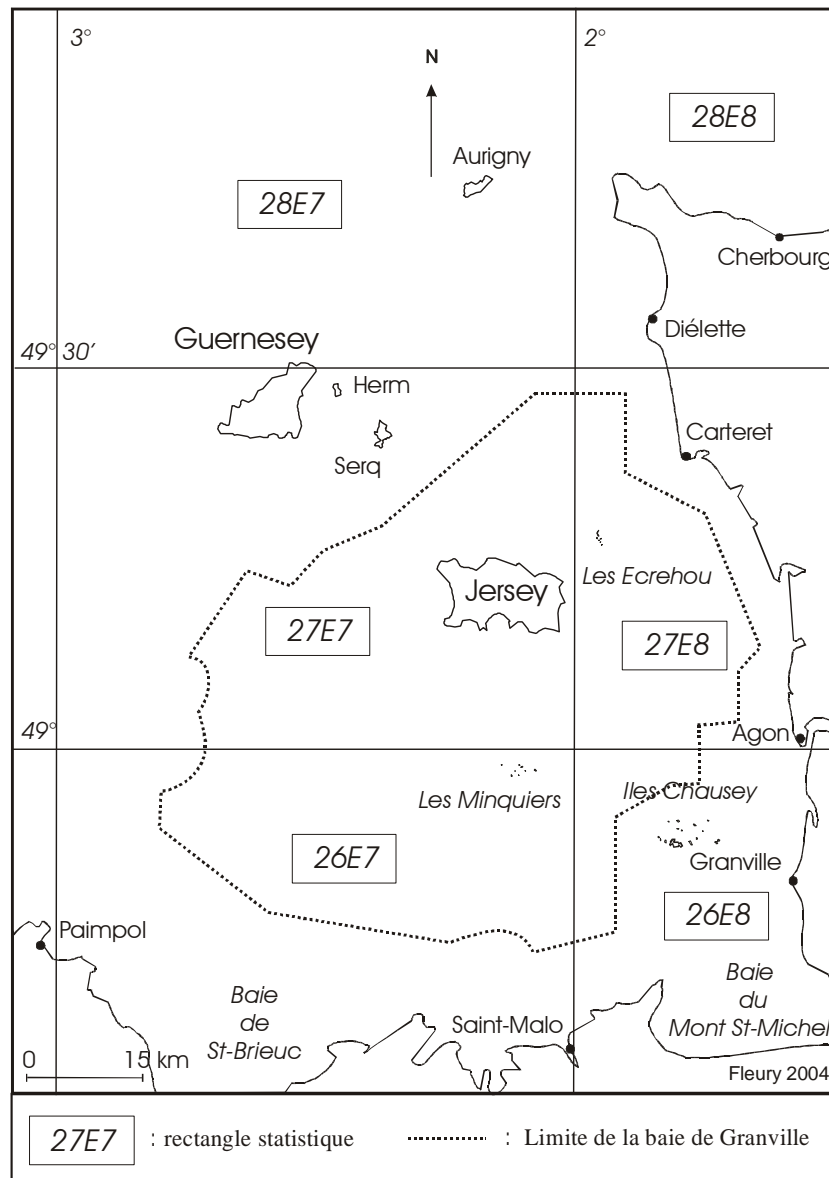 3°
2°
N
28E8
Aurigny
28E7
Cherbourg
Diélette
Guernesey
49° 30'
Herm
Carteret
Serq
Les Ecrehou
Jersey
27E7
27E8
49°
Agon
Les Minquiers
Iles Chausey
26E7
Granville
26E8
Paimpol
Baie
de
St-Brieuc
Baie
du
Mont St-Michel
Saint-Malo
0 15 km
Fleury 2004
27E7 : rectangle statistique : Limite de la baie de Granville